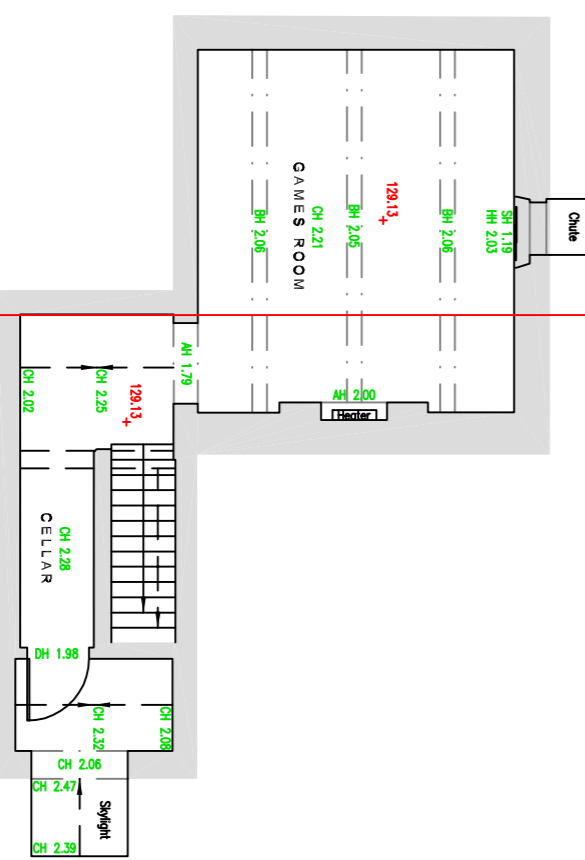 Chute
SH 1.19
HH 2.03
129.13
BH 2.06
BH 2.05
CH 2.21
GAMES ROOM
BH 2.06
AH 1.79
AH 2.00
Heater
129.13
CH 2.25
CH 2.02
CH 2.28
CELLAR
DH 1.98
CH 2.08
CH 2.32
CH 2.06
CH 2.47
Skylight
CH 2.39